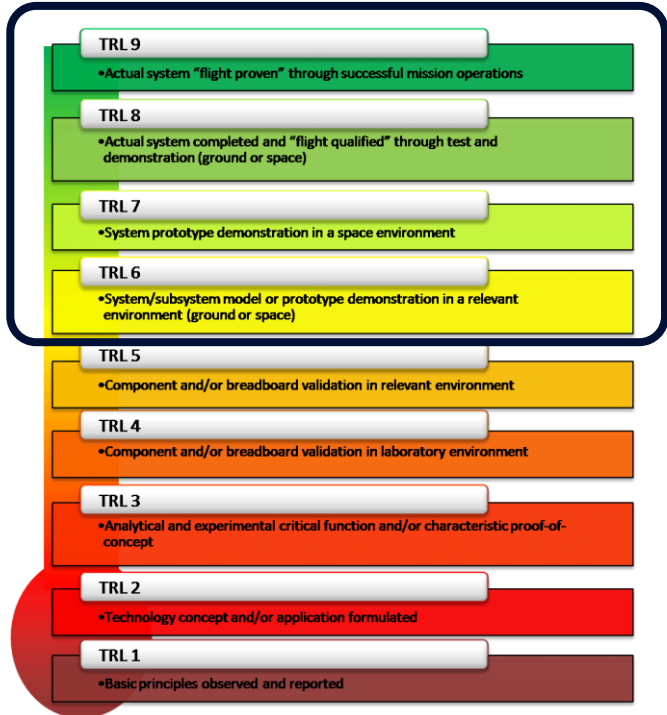 TRL 9
•Actual system “flight proven” through successful mission operations
TRL 8
•Actual system completed and “flight qualified” through test and
demonstration (ground or space)
TRL 7
•System prototype demonstration in a space environment
TRL 6
•System/subsystem model or prototype demonstration in a relevant
environment (ground or space)
TRL 5
•Component and/or breadboard validation in relevant environment
TRL 4
•Component and/or breadboard validation in laboratory environment
TRL 3
•Analytical and experimental critical function and/or characteristic proof-of-
concept
TRL 2
•Technology concept and/or application formulated
TRL 1
•Basic principles observed and reported